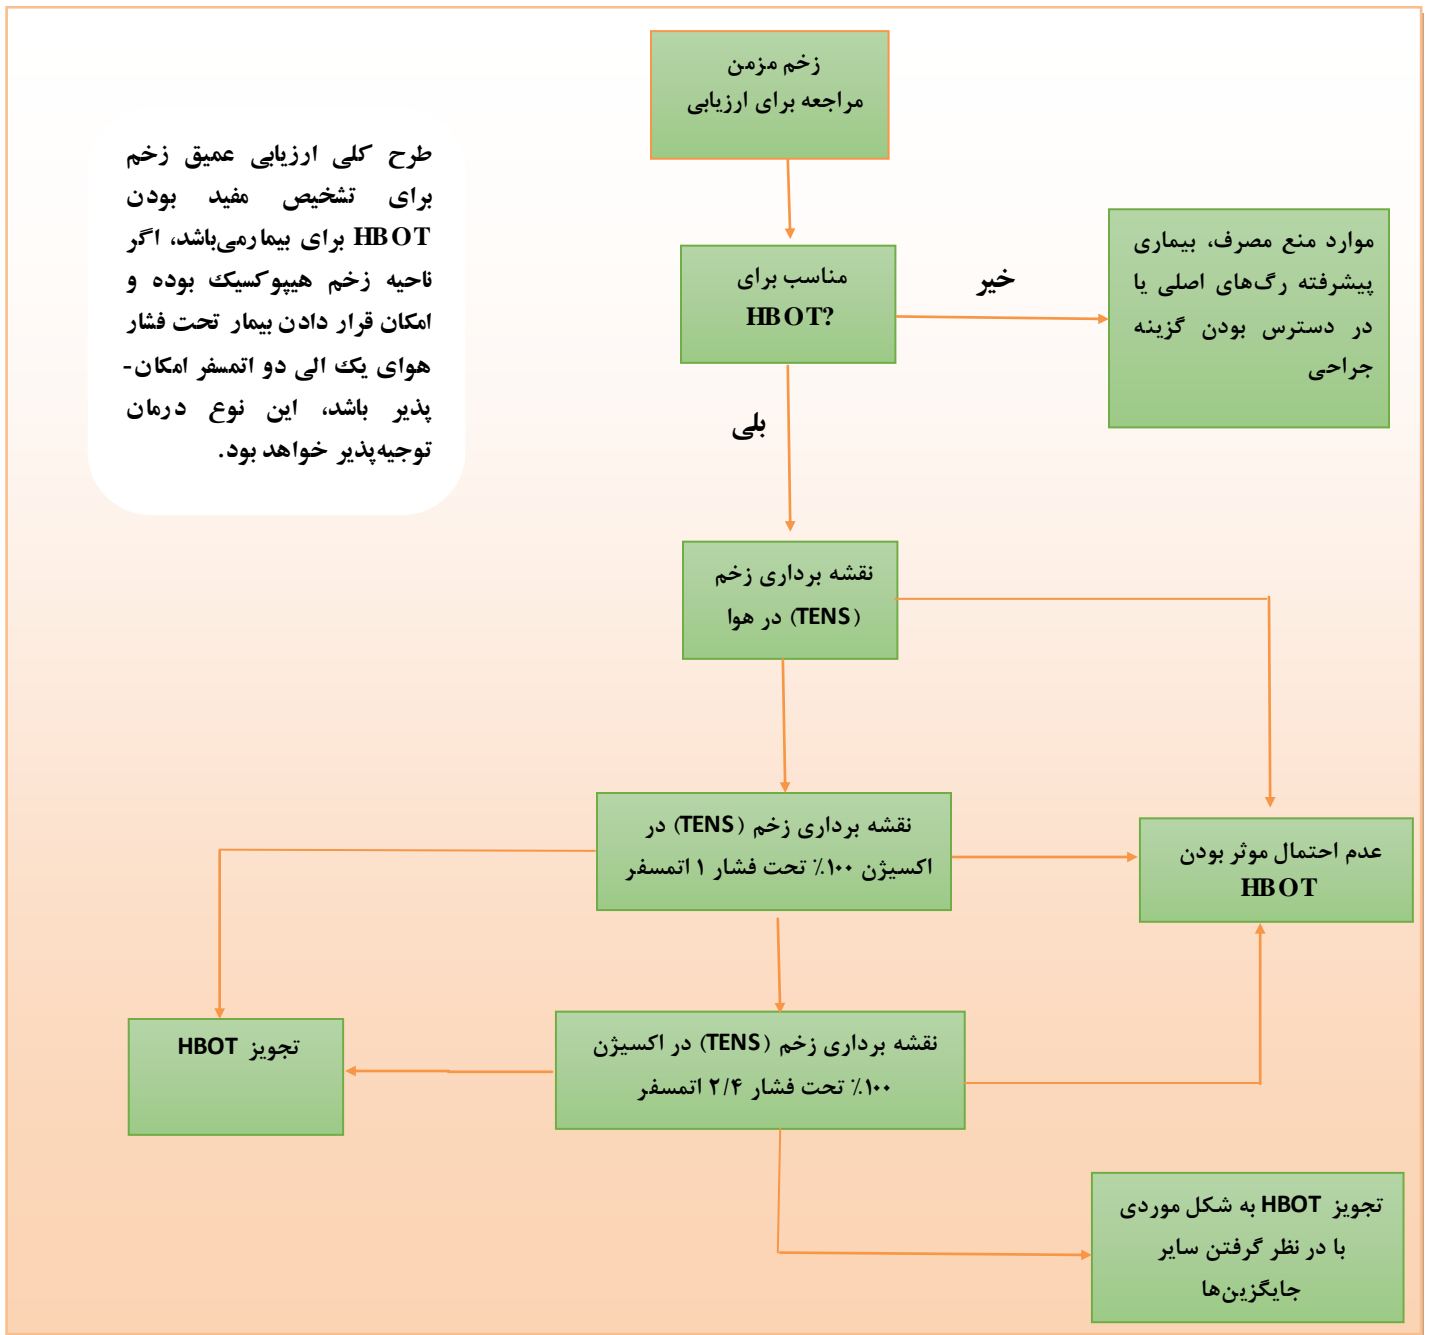 زخم مزمن
مراجعه برای ارزیابی
طرح کلی ارزیابی عمیق زخم
برای تشخیص مفید بودن
HBOT برای بیمارمی‌باشد، اگر
ناحیه زخم هیپوکسیک بوده و
امکان قرار دادن بیمار تحت فشار
هوای یک الی دو اتمسفر امکان-
پذیر باشد، این نوع درمان
توجیه‌پذیر خواهد بود.
مناسب برای
HBOT?
خیر
موارد منع مصرف، بیماری
پیشرفته رگ‌های اصلی یا
در دسترس بودن گزینه
جراحی
بلی
نقشه برداری زخم
(TENS) در هوا
نقشه برداری زخم (TENS) در
اکسیژن ۱۰۰٪ تحت فشار ۱ اتمسفر
عدم احتمال موثر بودن
HBOT
تجویز HBOT
نقشه برداری زخم (TENS) در اکسیژن
۱۰۰٪ تحت فشار ۲/۴ اتمسفر
تجویز HBOT به شکل موردی
با در نظر گرفتن سایر
جایگزین‌ها